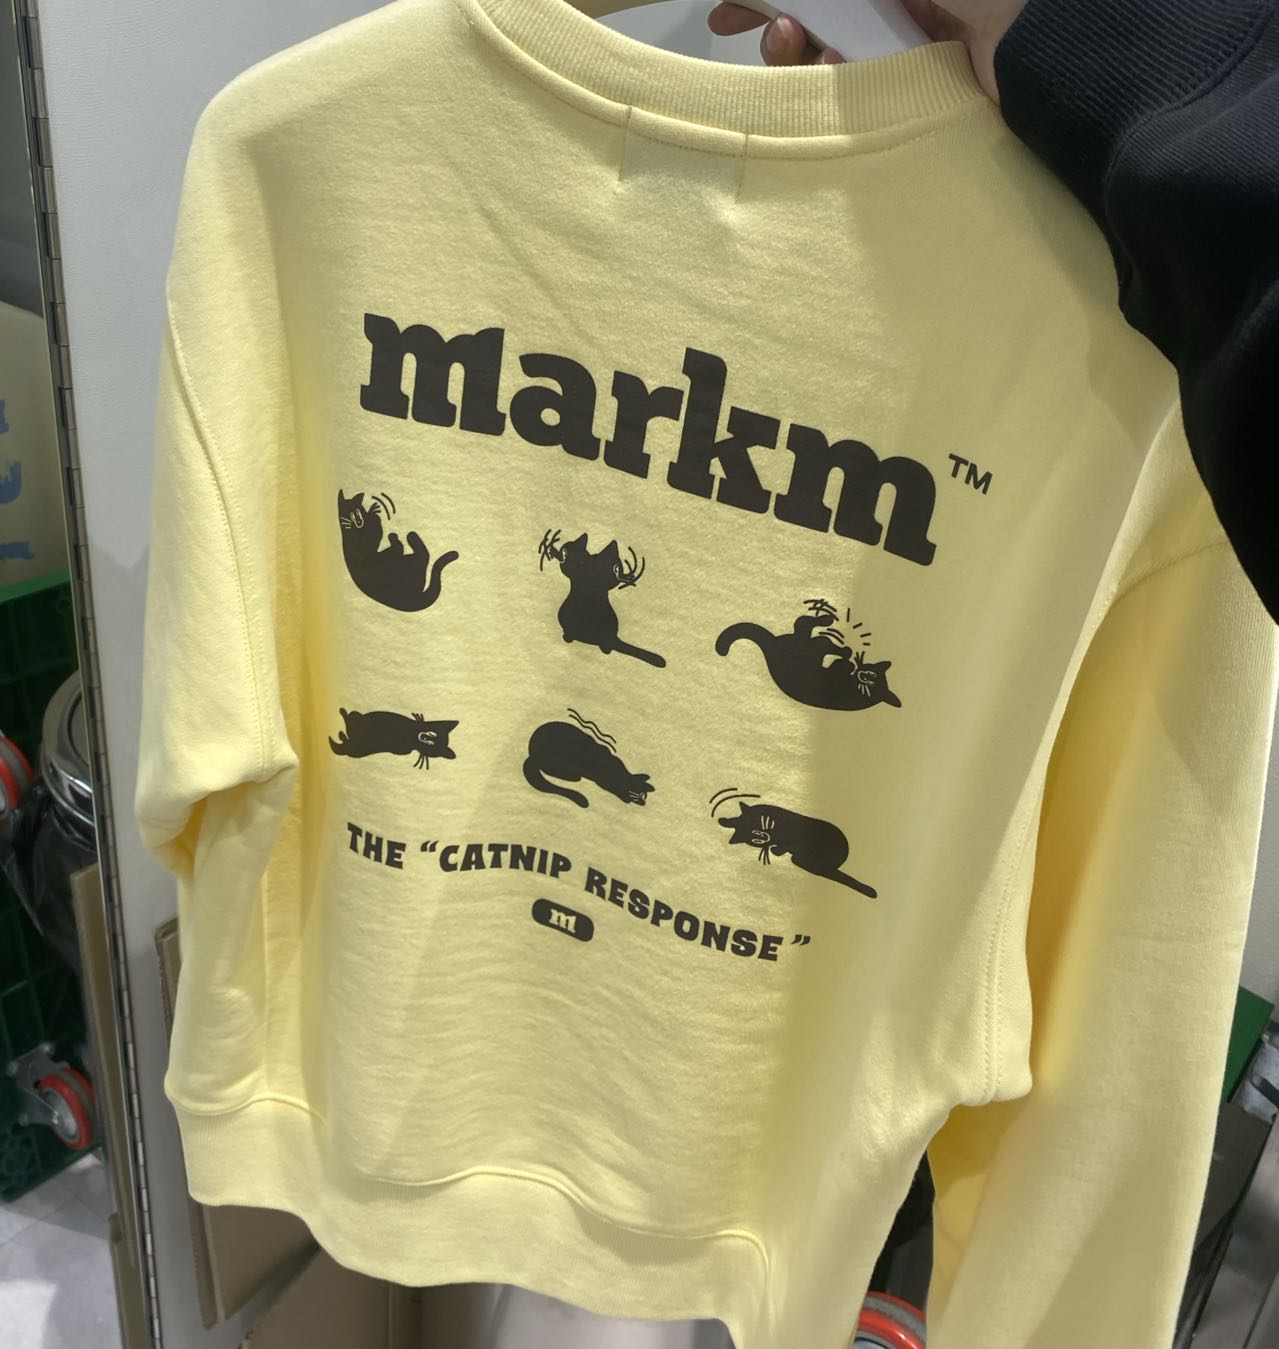 markm™
THE “CATNIP RESPONSE”
m